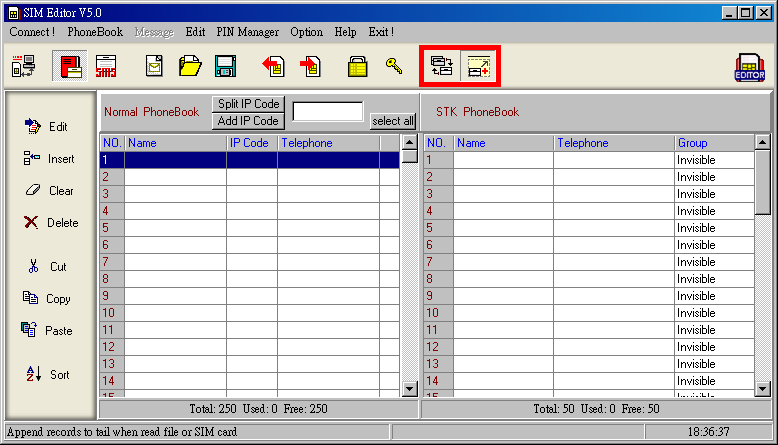 SIM Editor V5.0
Connect ! PhoneBook Message Edit PIN Manager Option Help Exit !
SMS
EDITOR
Edit
Insert
Clear
Delete
Cut
Copy
Paste
Sort
Normal PhoneBook
Split IP Code
Add IP Code
select all
NO. Name IP Code Telephone
1
2
3
4
5
6
7
8
9
10
11
12
13
14
15
Total: 250 Used: 0 Free: 250
STK PhoneBook
NO. Name Telephone Group
1 Invisible
2 Invisible
3 Invisible
4 Invisible
5 Invisible
6 Invisible
7 Invisible
8 Invisible
9 Invisible
10 Invisible
11 Invisible
12 Invisible
13 Invisible
14 Invisible
15 Invisible
Total: 50 Used: 0 Free: 50
Append records to tail when read file or SIM card
18:36:37